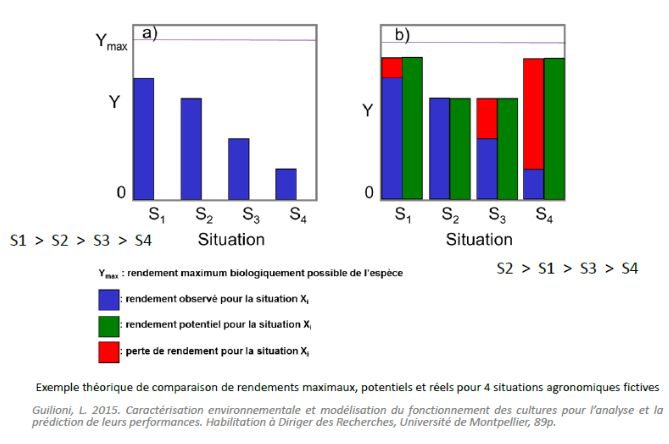 a)
Ymax
Y
0
S1 S2 S3 S4
Situation
S1 > S2 > S3 > S4
b)
Y
0
S1 S2 S3 S4
Situation
S2 > S1 > S3 > S4
Ymax : rendement maximum biologiquement possible de l'espèce
: rendement observé pour la situation Xi
: rendement potentiel pour la situation Xi
: perte de rendement pour la situation Xi
Exemple théorique de comparaison de rendements maximaux, potentiels et réels pour 4 situations agronomiques fictives
Guilioni, L. 2015. Caractérisation environnementale et modélisation du fonctionnement des cultures pour l'analyse et la
prédiction de leurs performances. Habilitation à Diriger des Recherches, Université de Montpellier, 89p.